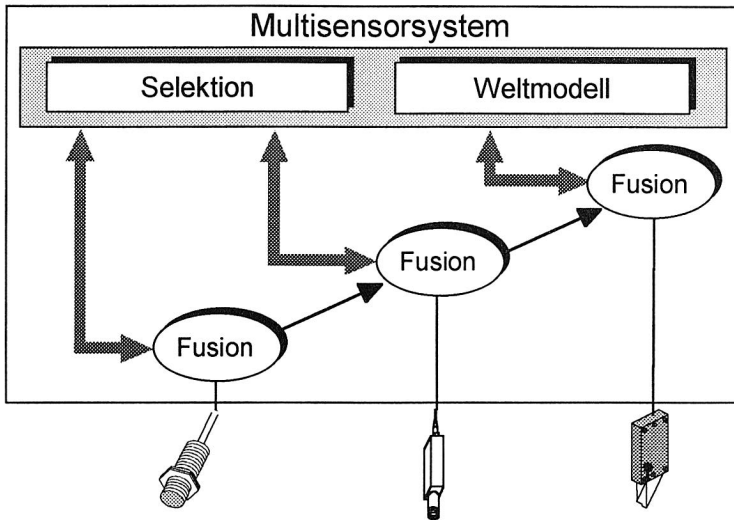 Multisensorsystem
Selektion
Weltmodell
Fusion
Fusion
Fusion